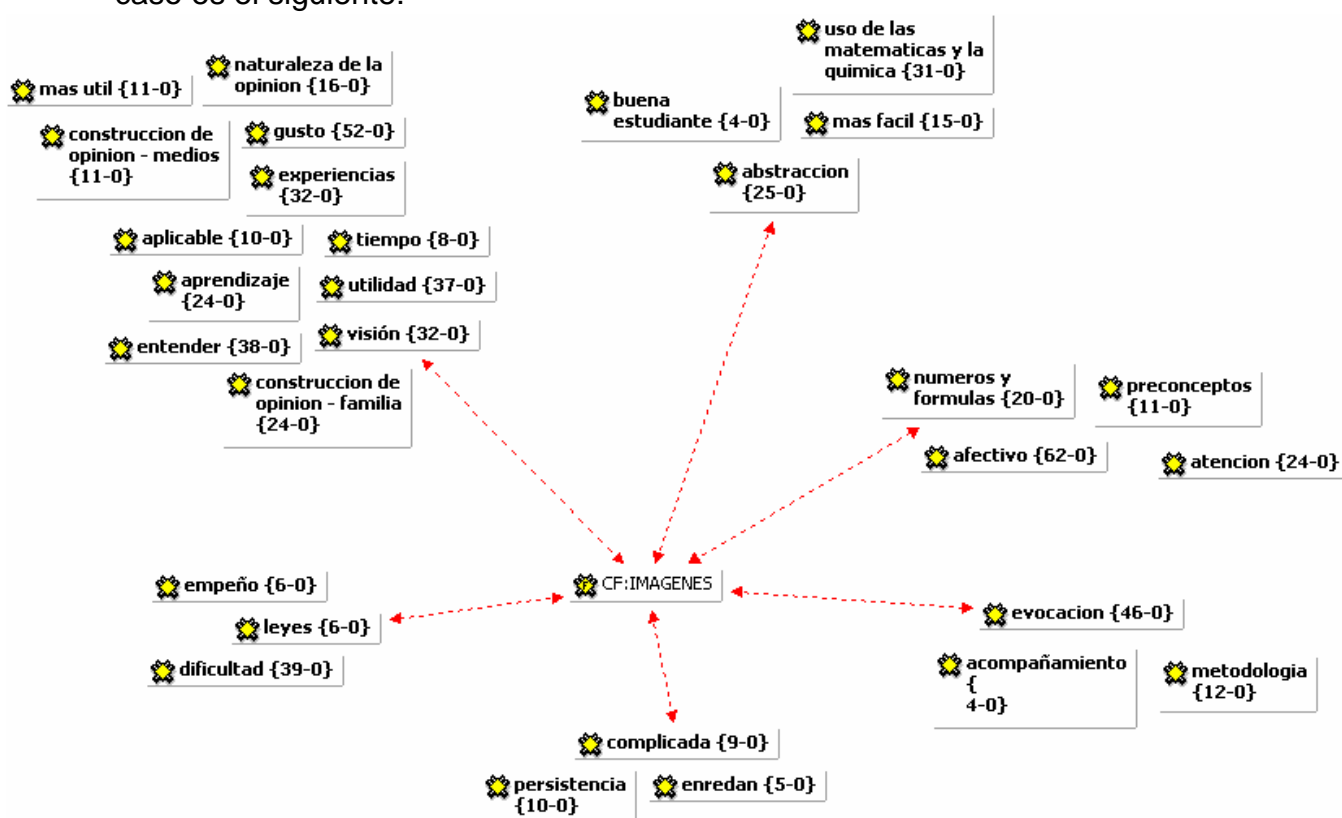 caso es el siguiente:
uso de las
matematicas y la
quimica {31-0}
naturaleza de la
opinion {16-0}
mas util {11-0}
buena
estudiante {4-0}
mas facil {15-0}
construccion de
opinion - medios
{11-0}
gusto {52-0}
experiencias
{32-0}
abstraccion
{25-0}
aplicable {10-0}
tiempo {8-0}
aprendizaje
{24-0}
utilidad {37-0}
visión {32-0}
entender {38-0}
construccion de
opinion - familia
{24-0}
numeros y
formulas {20-0}
preconceptos
{11-0}
afectivo {62-0}
atencion {24-0}
CF:IMAGENES
empeño {6-0}
leyes {6-0}
dificultad {39-0}
evocacion {46-0}
acompañamiento
{
4-0}
metodologia
{12-0}
complicada {9-0}
persistencia
{10-0}
enredan {5-0}